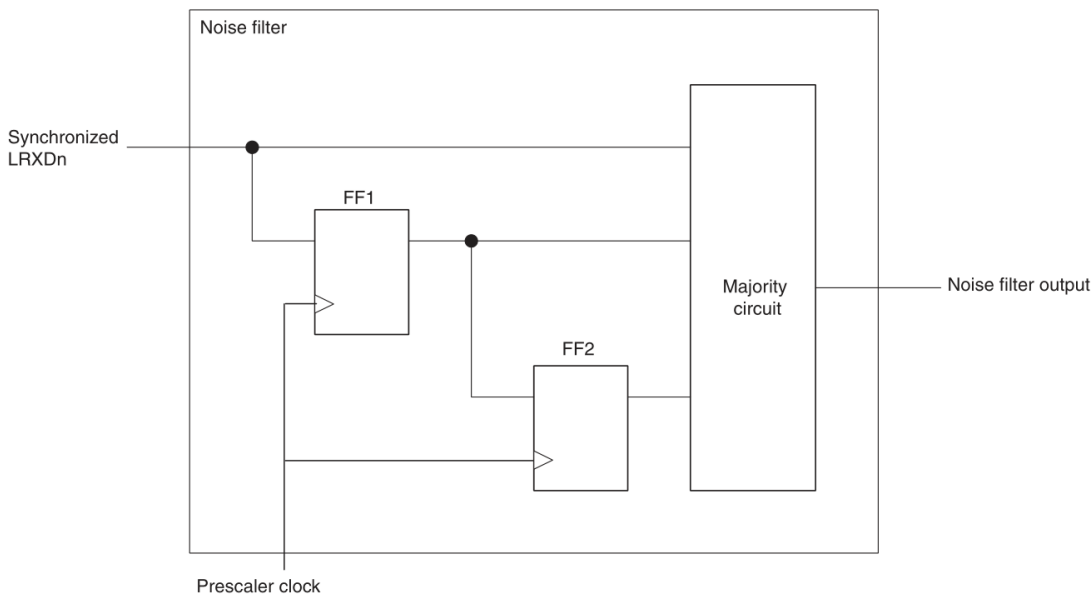 Noise filter
Synchronized
LRXDn
FF1
Majority
circuit
Noise filter output
FF2
Prescaler clock